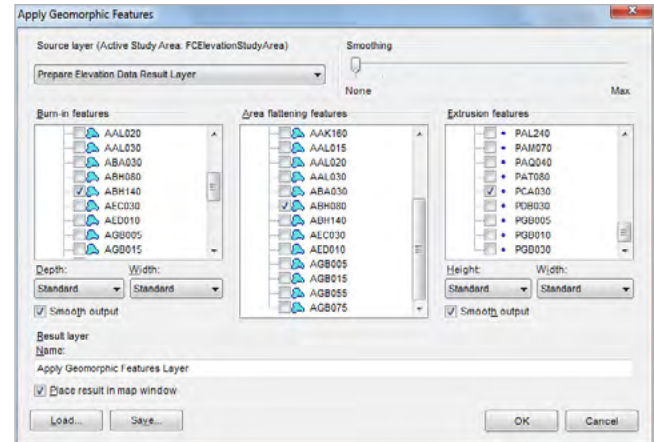 Apply Geomorphic Features
Source layer (Active Study Area: FCElevationStudyArea)
Smoothing
Prepare Elevation Data Result Layer
None
Max
Burn-in features
AAL020
AAL030
ABA030
ABH080
ABH140
AEC030
AED010
AGB005
AGB015
Depth:
Width:
Standard
Standard
Smooth output
Area flattening features
AAK160
AAL015
AAL020
AAL030
ABA030
ABH080
ABH140
AEC030
AED010
AGB005
AGB015
AGB055
AGB075
Extrusion features
PAL240
PAM070
PAQ040
PAT080
PCA030
PDB030
PGB005
PGB010
PGB030
Height:
Width:
Standard
Standard
Smooth output
Result layer
Name:
Apply Geomorphic Features Layer
Place result in map window
Load...
Save...
OK
Cancel